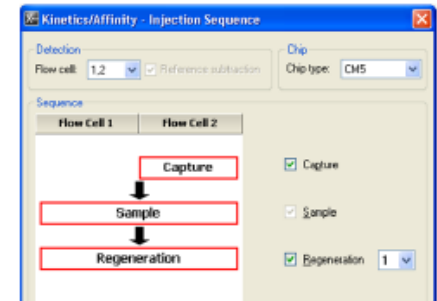 Kinetics/Affinity - Injection Sequence
Detection
Flow cell: 1,2 Reference subtraction
Chip
Chip type: CM5
Sequence
Flow Cell 1 Flow Cell 2
Capture Capture
Sample Sample
Regeneration Regeneration 1